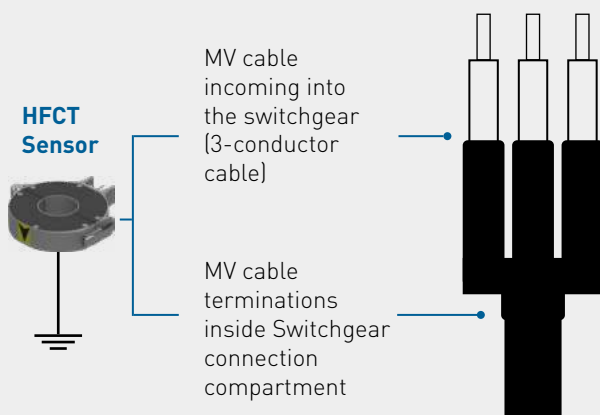 HFCT
Sensor
MV cable
incoming into
the switchgear
(3-conductor
cable)
MV cable
terminations
inside Switchgear
connection
compartment